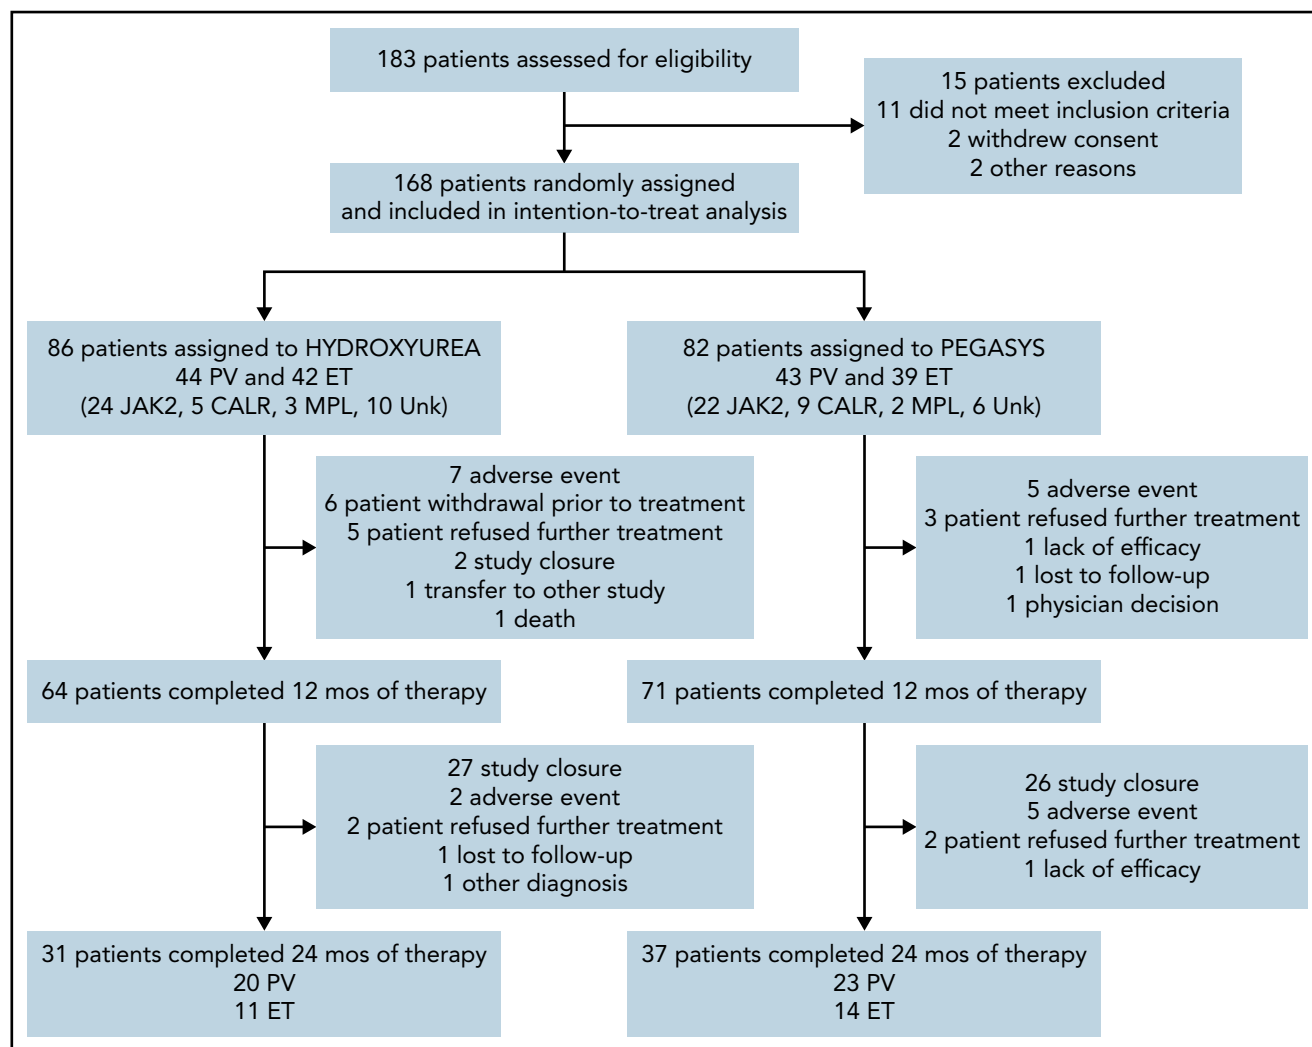 183 patients assessed for eligibility
15 patients excluded
11 did not meet inclusion criteria
2 withdrew consent
2 other reasons
168 patients randomly assigned
and included in intention-to-treat analysis
86 patients assigned to HYDROXYUREA
44 PV and 42 ET
(24 JAK2, 5 CALR, 3 MPL, 10 Unk)
82 patients assigned to PEGASYS
43 PV and 39 ET
(22 JAK2, 9 CALR, 2 MPL, 6 Unk)
7 adverse event
6 patient withdrawal prior to treatment
5 patient refused further treatment
2 study closure
1 transfer to other study
1 death
5 adverse event
3 patient refused further treatment
1 lack of efficacy
1 lost to follow-up
1 physician decision
64 patients completed 12 mos of therapy
71 patients completed 12 mos of therapy
27 study closure
2 adverse event
2 patient refused further treatment
1 lost to follow-up
1 other diagnosis
26 study closure
5 adverse event
2 patient refused further treatment
1 lack of efficacy
31 patients completed 24 mos of therapy
20 PV
11 ET
37 patients completed 24 mos of therapy
23 PV
14 ET